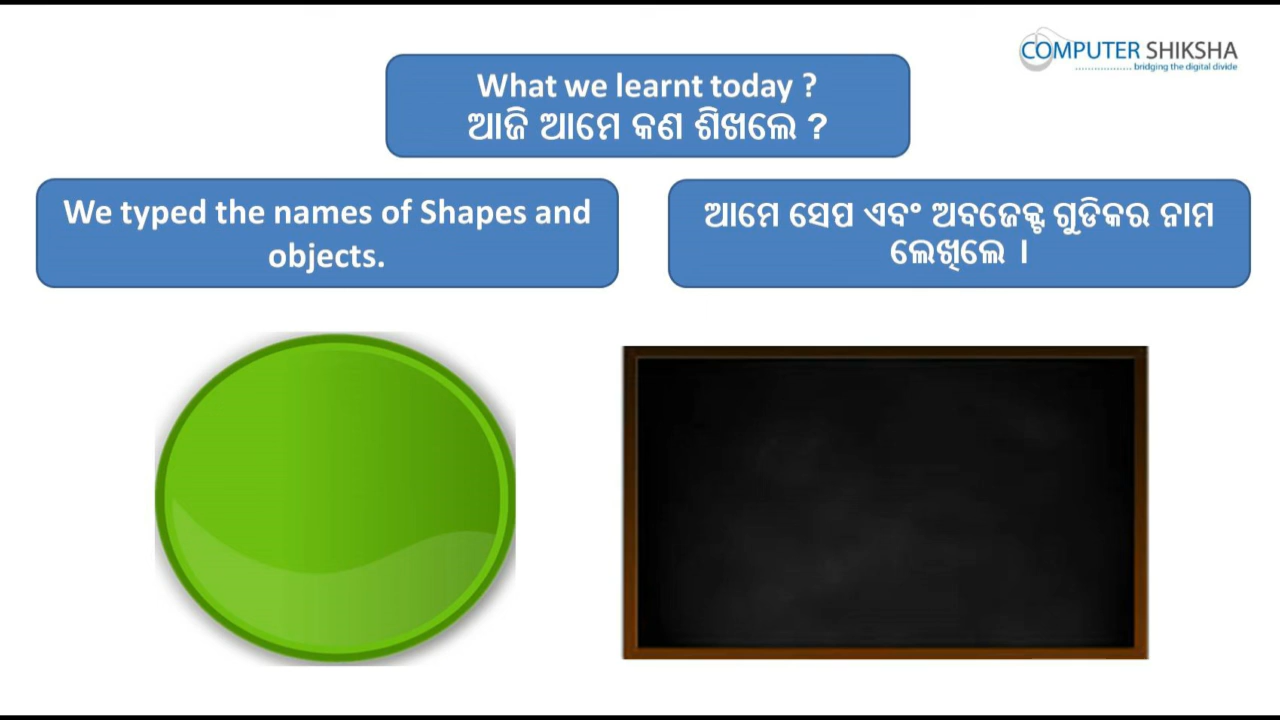 COMPUTER SHIKSHA
bridging the digital divide
What we learnt today ?
ଆଜି ଆମେ କଣ ଶିଖିଲେ ?
We typed the names of Shapes and
objects.
ଆମେ ସେପ ଏବଂ ଅବଜେକ୍ଟ ଗୁଡିକର ନାମ
ଲେଖିଲେ ।